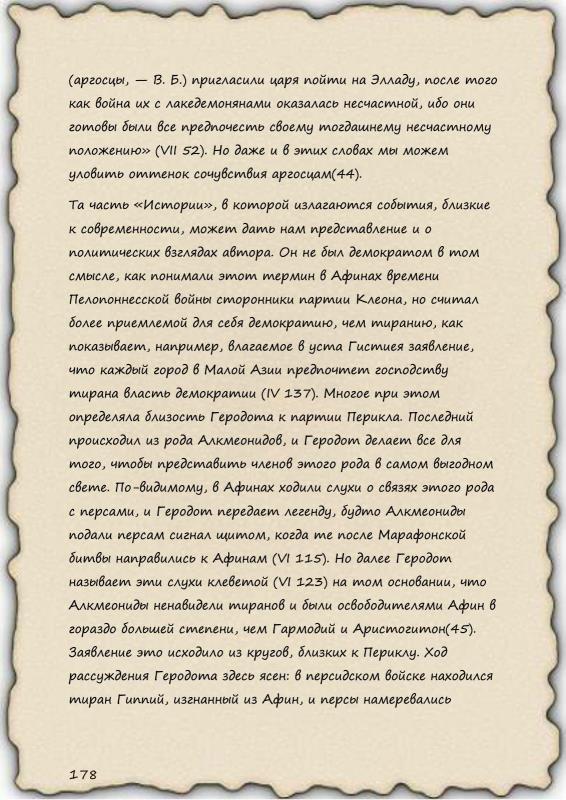 (аргосцы, — В. Б.) пригласили царя пойти на Элладу, после того
как война их с лакедемонянами оказалась несчастной, ибо они
готовы были все предпочесть своему тогдашнему несчастному
положению» (VII 52). Но даже и в этих словах мы можем
уловить оттенок сочувствия аргосцам(44).
Та часть «Истории», в которой излагаются события, близкие
к современности, может дать нам представление и о
политических взглядах автора. Он не был демократом в том
смысле, как понимали этот термин в Афинах времени
Пелопоннесской войны сторонники партии Клеона, но считал
более приемлемой для себя демократию, чем тиранию, как
показывает, например, влагаемое в уста Гистиея заявление,
что каждый город в Малой Азии предпочтет господству
тирана власть демократии (IV 137). Многое при этом
определяла близость Геродота к партии Перикла. Последний
происходил из рода Алкмеонидов, и Геродот делает все для
того, чтобы представить членов этого рода в самом выгодном
свете. По-видимому, в Афинах ходили слухи о связях этого рода
с персами, и Геродот передает легенду, будто Алкмеониды
подали персам сигнал щитом, когда те после Марафонской
битвы направились к Афинам (VI 115). Но далее Геродот
называет эти слухи клеветой (VI 123) на том основании, что
Алкмеониды ненавидели тиранов и были освободителями Афин в
гораздо большей степени, чем Гармодий и Аристогитон(45).
Заявление это исходило из кругов, близких к Периклу. Ход
рассуждения Геродота здесь ясен: в персидском войске находился
тиран Гиппий, изгнанный из Афин, и персы намеревались
178